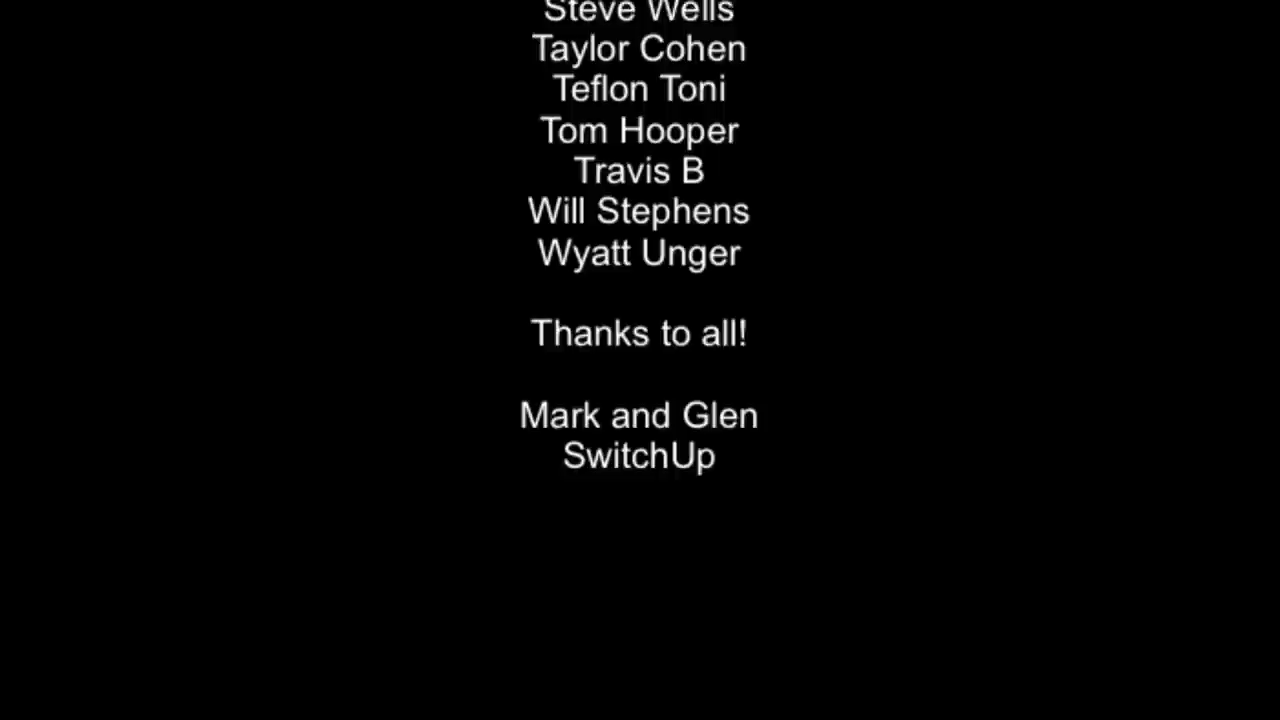 Steve Wells
Taylor Cohen
Teflon Toni
Tom Hooper
Travis B
Will Stephens
Wyatt Unger
Thanks to all!
Mark and Glen
SwitchUp